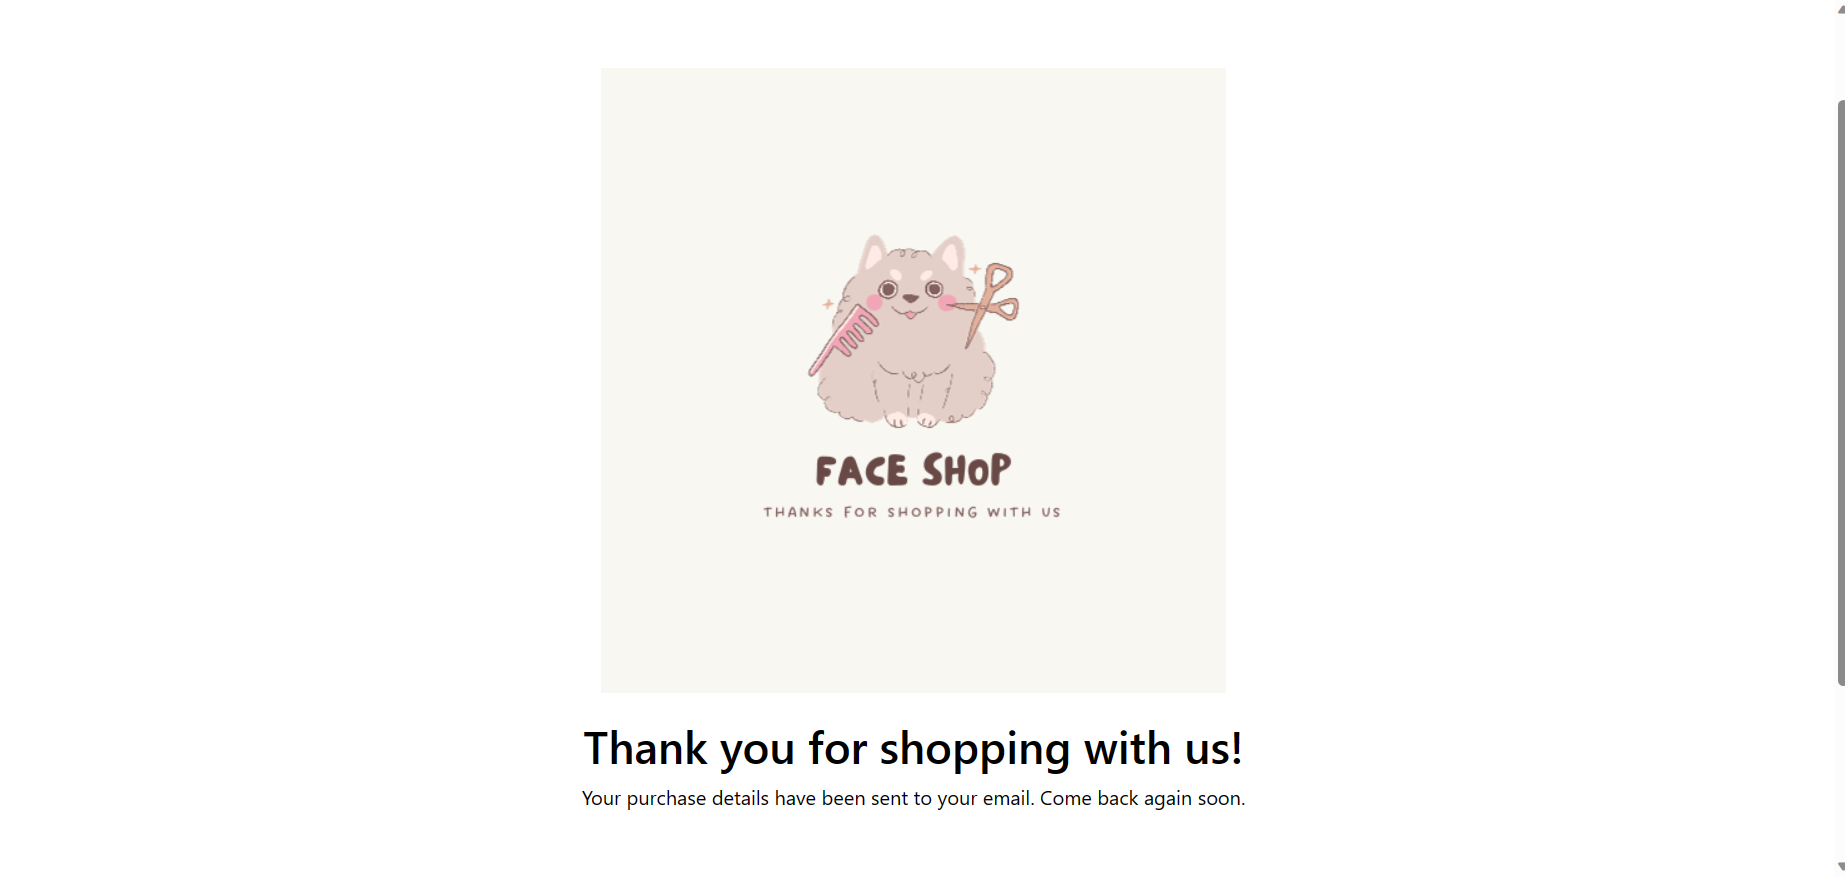 FACE SHOP
THANKS FOR SHOPPING WITH US
Thank you for shopping with us!
Your purchase details have been sent to your email. Come back again soon.